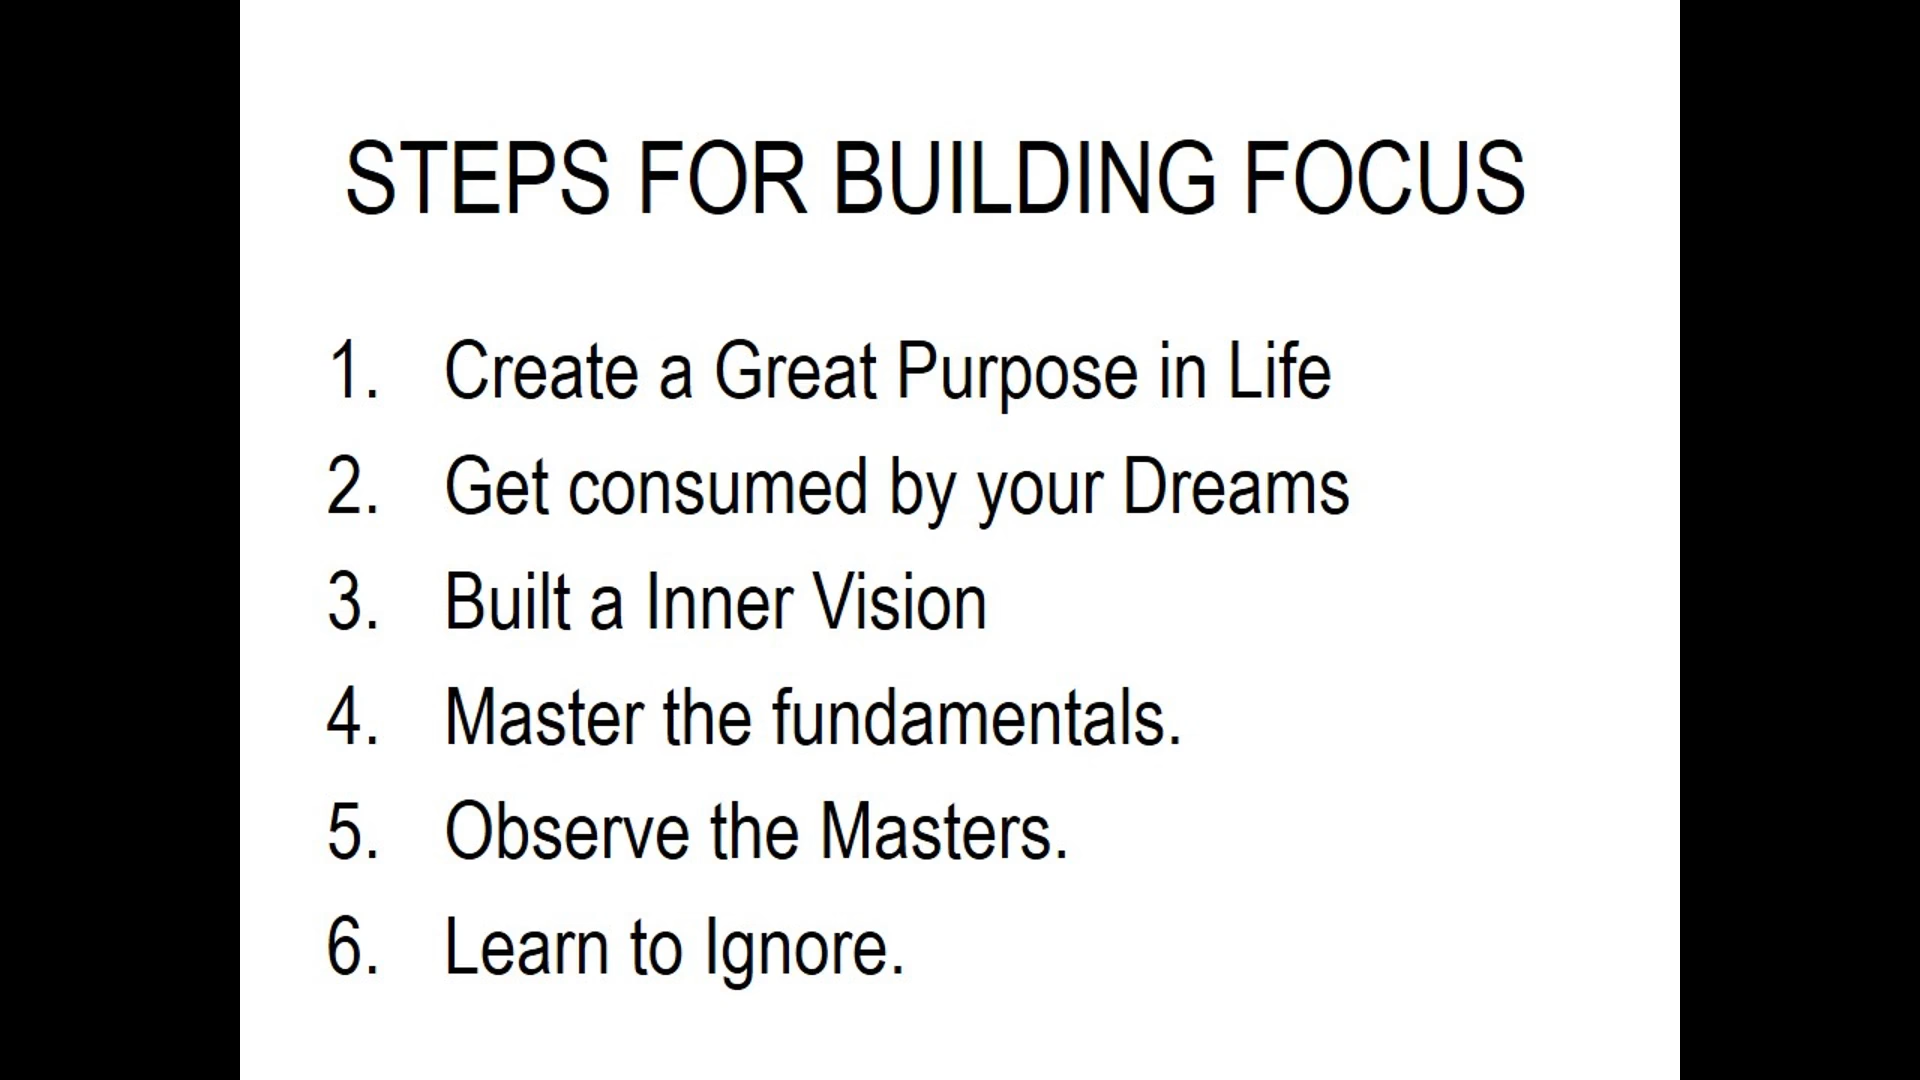 STEPS FOR BUILDING FOCUS
1. Create a Great Purpose in Life
2. Get consumed by your Dreams
3. Built a Inner Vision
4. Master the fundamentals.
5. Observe the Masters.
6. Learn to Ignore.